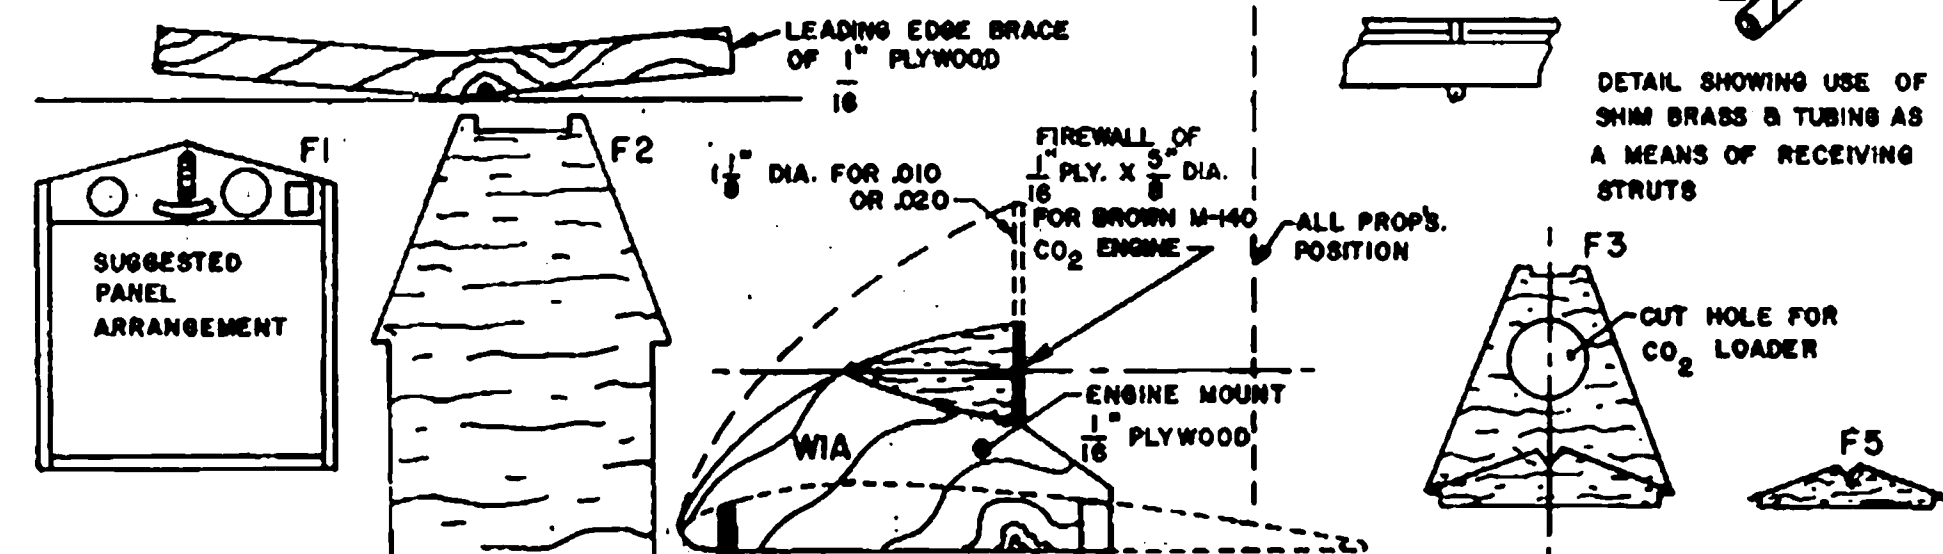 LEADING EDGE BRACE
OF 1/16" PLYWOOD
DETAIL SHOWING USE OF
SHIM BRASS & TUBING AS
A MEANS OF RECEIVING
STRUTS
F1
SUGGESTED
PANEL
ARRANGEMENT
F2
1 1/8" DIA. FOR .010
OR .020
FIREWALL OF
1/16" PLY. X 5/8" DIA.
FOR BROWN M-140
CO2 ENGINE
ALL PROP'S.
POSITION
ENGINE MOUNT
1/16" PLYWOOD
W1A
F3
CUT HOLE FOR
CO2 LOADER
F5